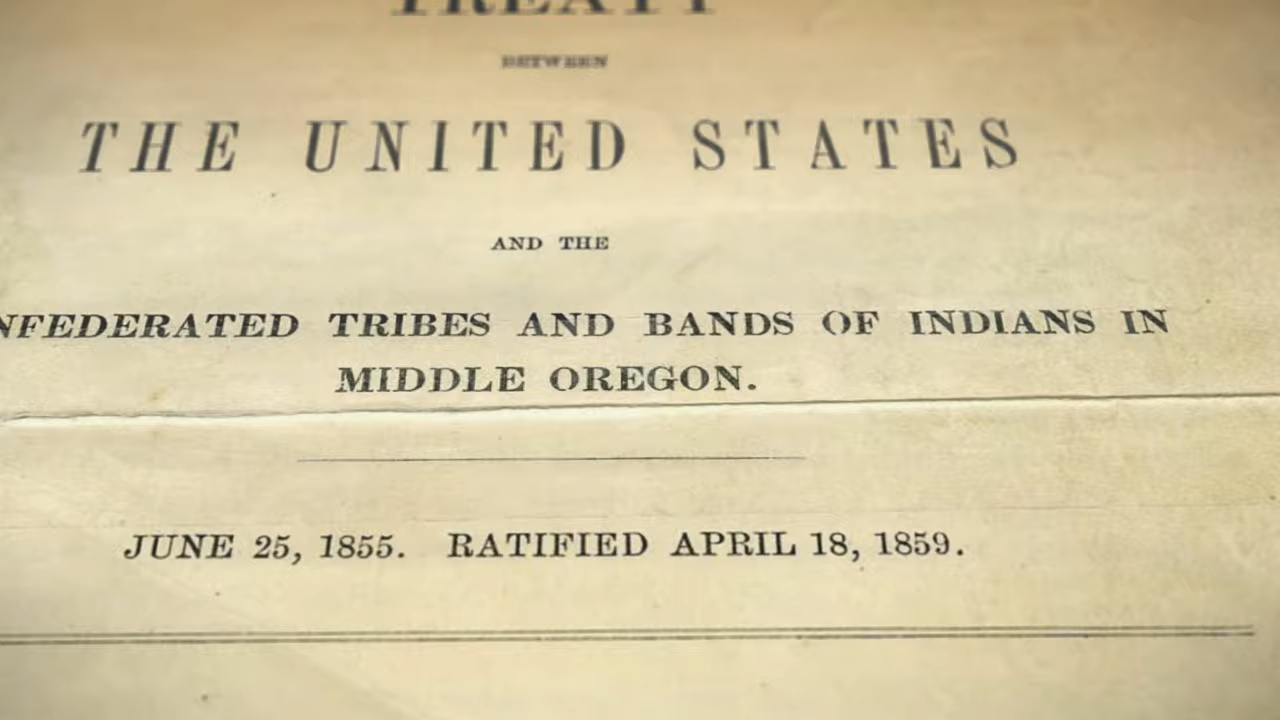 TREATY
BETWEEN
THE UNITED STATES
AND THE
NFEDERATED TRIBES AND BANDS OF INDIANS IN
MIDDLE OREGON.
JUNE 25, 1855. RATIFIED APRIL 18, 1859.